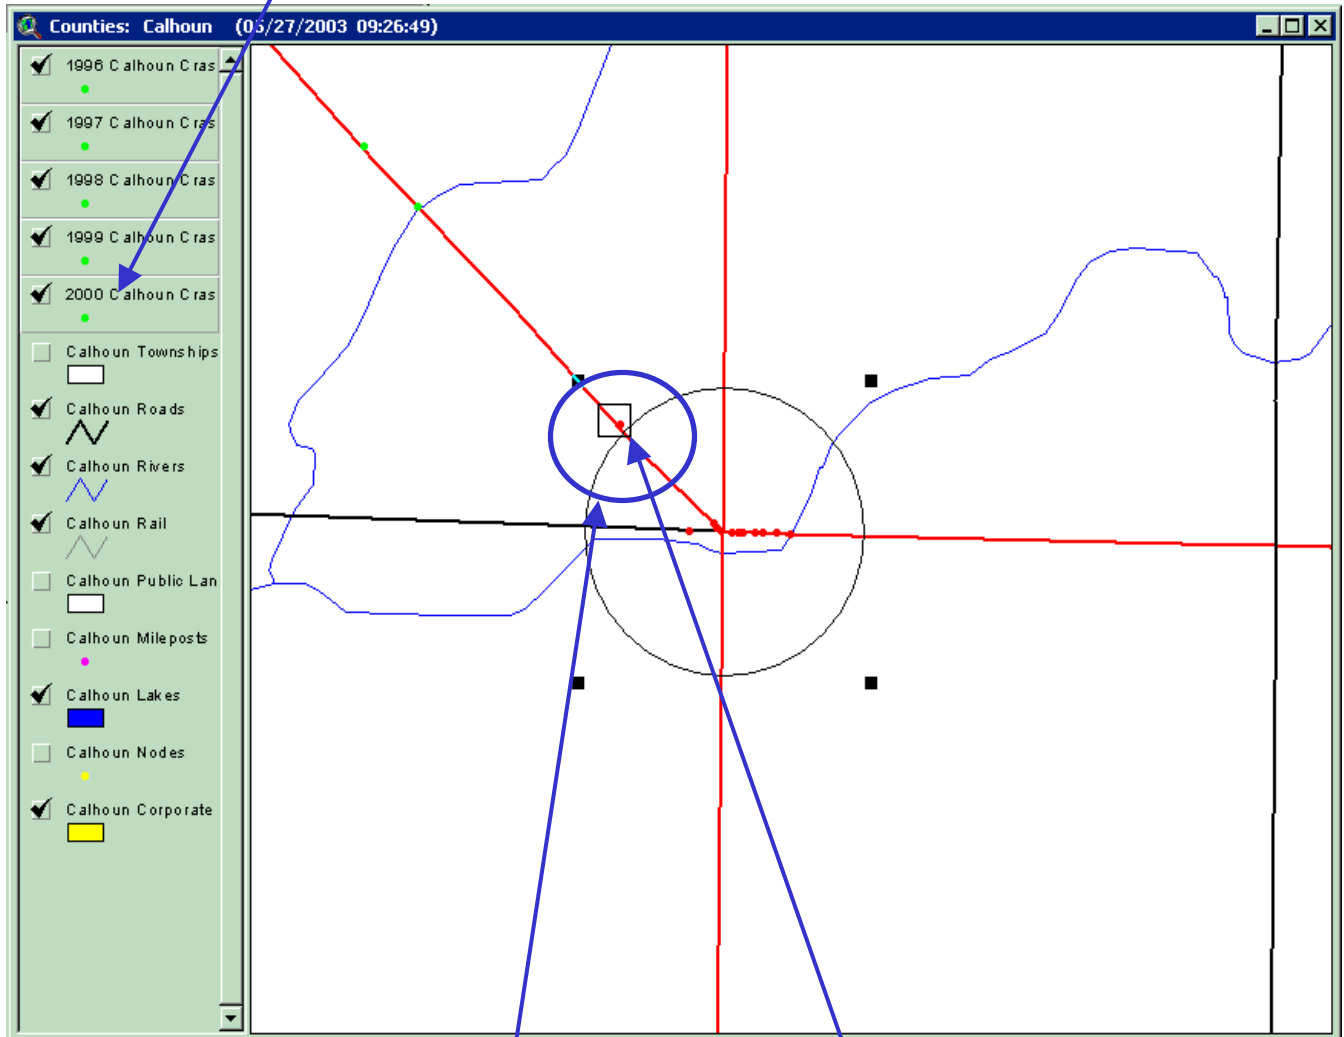 Counties: Calhoun (05/27/2003 09:26:49)
1996 Calhoun Cras
1997 Calhoun Cras
1998 Calhoun Cras
1999 Calhoun Cras
2000 Calhoun Cras
Calhoun Townships
Calhoun Roads
Calhoun Rivers
Calhoun Rail
Calhoun Public Lan
Calhoun Mileposts
Calhoun Lakes
Calhoun Nodes
Calhoun Corporate